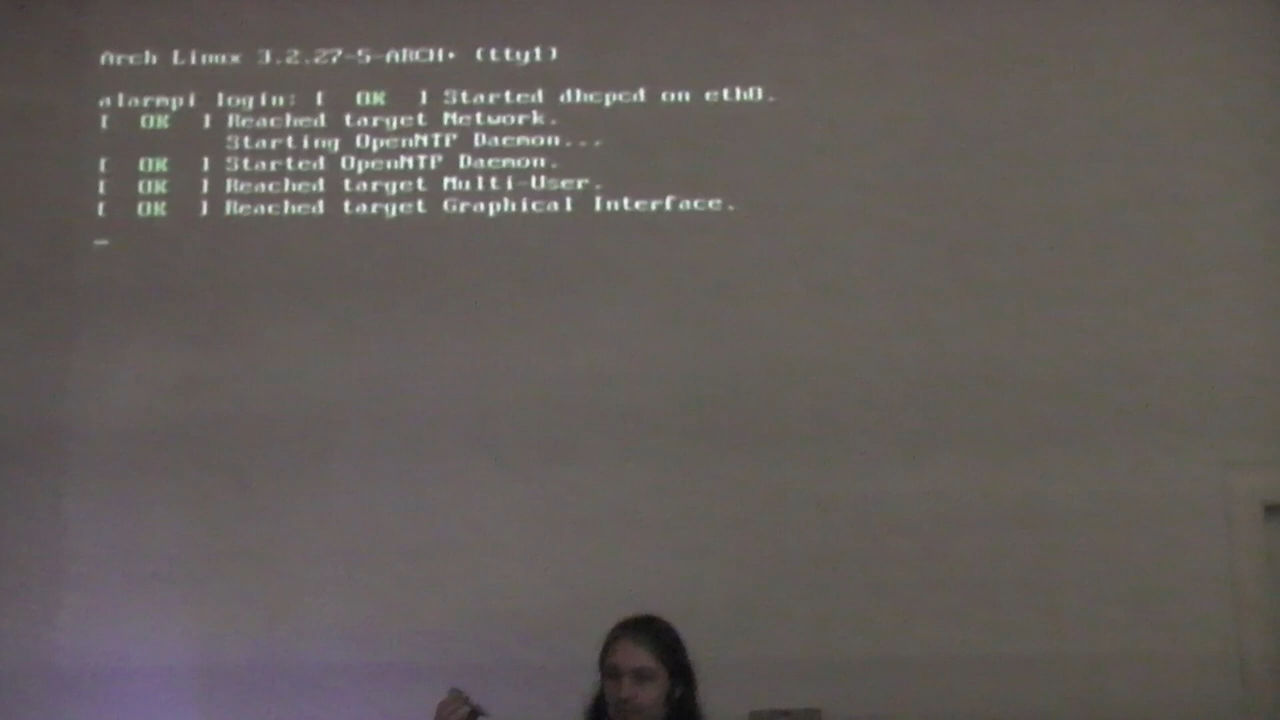 Arch Linux 3.2.27-5-ARCH+ (tty1)
alarmpi login: [  OK  ] Started dhcpcd on eth0.
[  OK  ] Reached target Network.
Starting OpenNTP Daemon...
[  OK  ] Started OpenNTP Daemon.
[  OK  ] Reached target Multi-User.
[  OK  ] Reached target Graphical Interface.